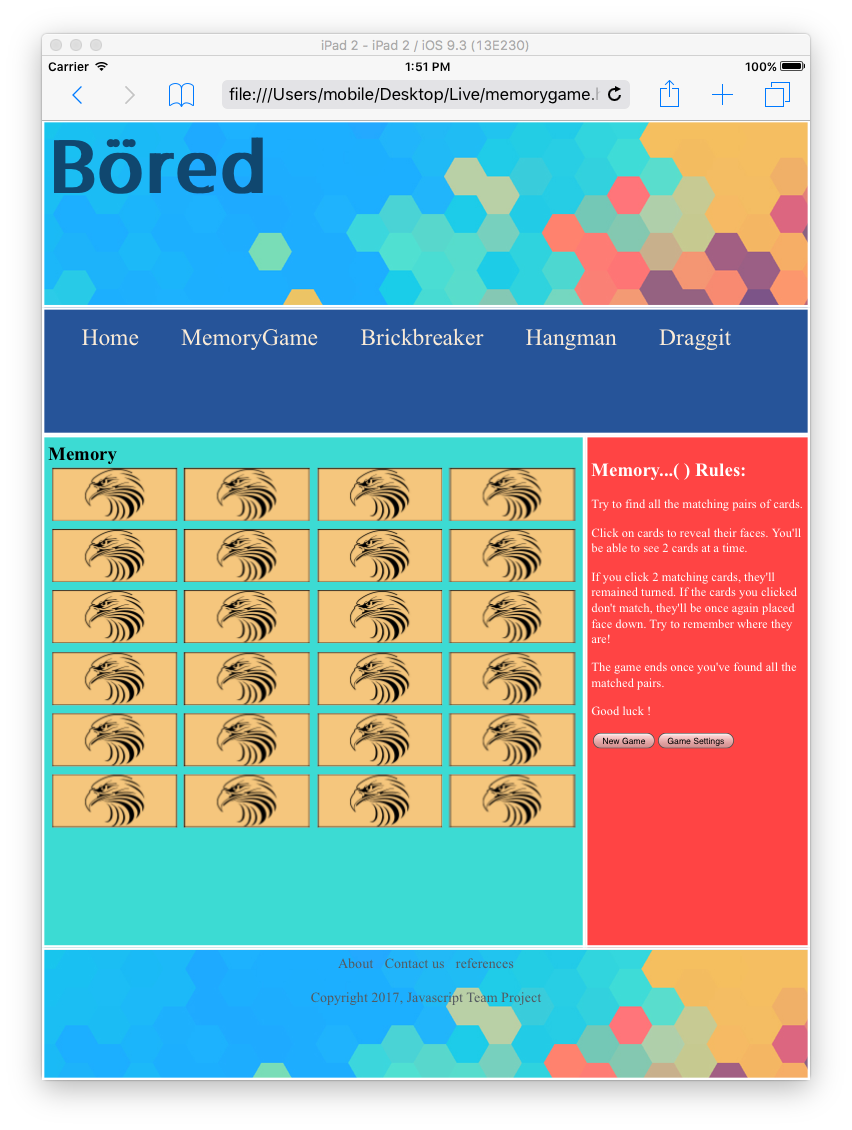 iPad 2 - iPad 2 / iOS 9.3 (13E230)
Carrier 1:51 PM 100%
file:///Users/mobile/Desktop/Live/memorygame.h
Böred
Home MemoryGame Brickbreaker Hangman Draggit
Memory
Memory...( ) Rules:
Try to find all the matching pairs of cards.
Click on cards to reveal their faces. You'll
be able to see 2 cards at a time.
If you click 2 matching cards, they'll
remained turned. If the cards you clicked
don't match, they'll be once again placed
face down. Try to remember where they
are!
The game ends once you've found all the
matched pairs.
Good luck !
New Game Game Settings
About Contact us references
Copyright 2017, Javascript Team Project